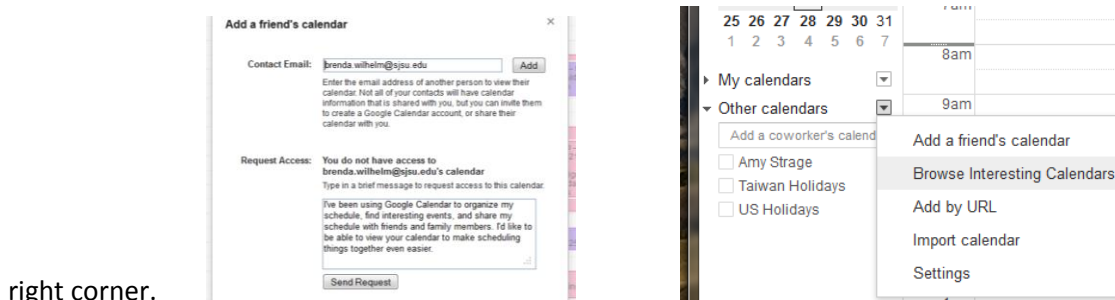 Add a friend's calendar ×
Contact Email: brenda.wilhelm@sjsu.edu Add
Enter the email address of another person to view their
calendar. Not all of your contacts will have calendar
information that is shared with you, but you can invite them
to create a Google Calendar account, or share their
calendar with you.
Request Access: You do not have access to
brenda.wilhelm@sjsu.edu's calendar
Type in a brief message to request access to this calendar.
I've been using Google Calendar to organize my
schedule, find interesting events, and share my
schedule with friends and family members. I'd like to
be able to view your calendar to make scheduling
things together even easier.
Send Request
right corner.
25 26 27 28 29 30 31
1 2 3 4 5 6 7
8am
My calendars
Other calendars
9am
Add a coworker's calend
Amy Strage
Taiwan Holidays
US Holidays
Add a friend's calendar
Browse Interesting Calendars
Add by URL
Import calendar
Settings